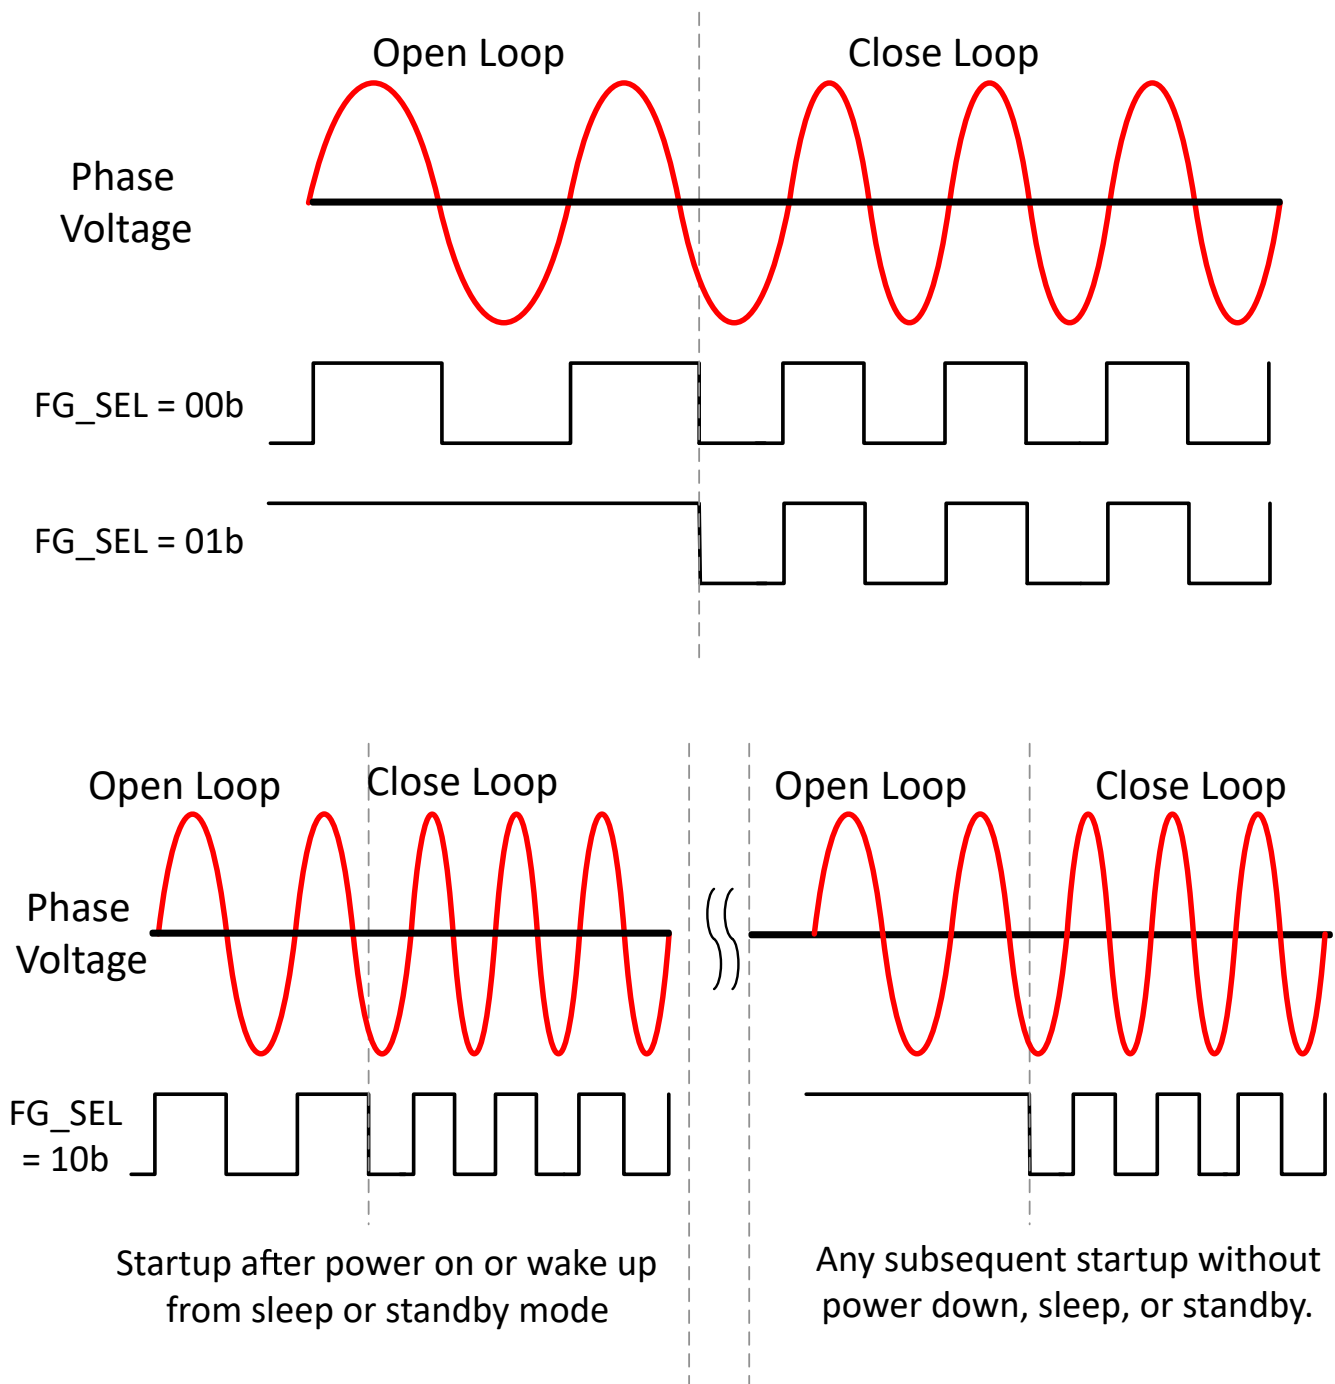 Open Loop
Close Loop
Phase
Voltage
FG_SEL = 00b
FG_SEL = 01b
Open Loop
Close Loop
Open Loop
Close Loop
Phase
Voltage
FG_SEL
= 10b
Startup after power on or wake up
from sleep or standby mode
Any subsequent startup without
power down, sleep, or standby.